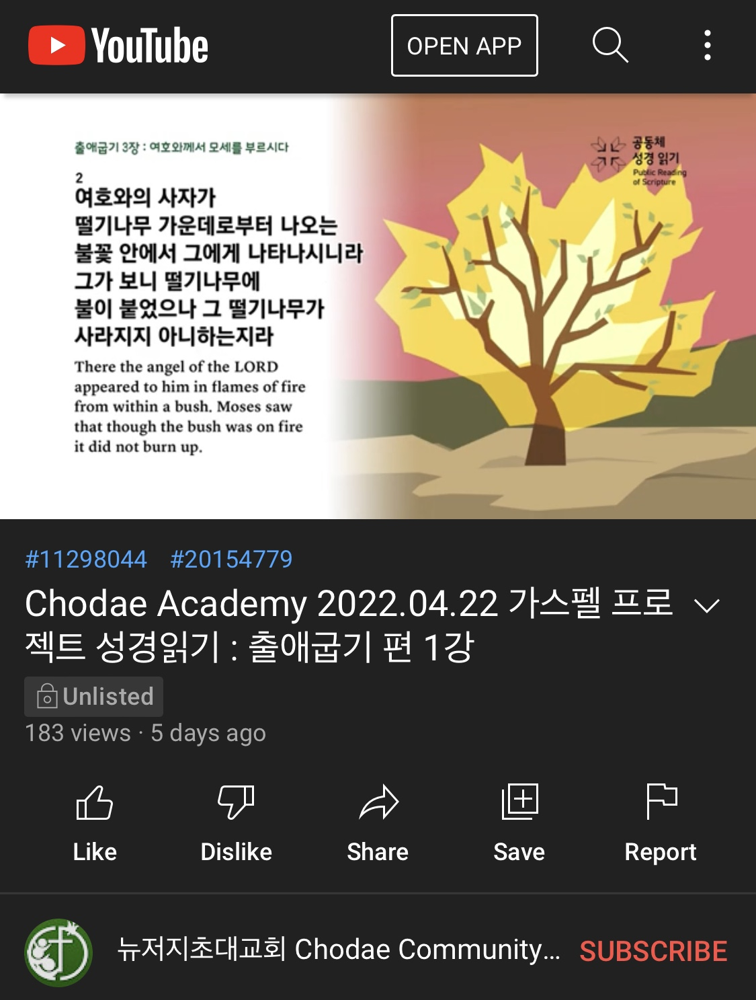 YouTube
OPEN APP
출애굽기 3장 : 여호와께서 모세를 부르시다
공동체
성경 읽기
Public Reading
of Scripture
2
여호와의 사자가
떨기나무 가운데로부터 나오는
불꽃 안에서 그에게 나타나시니라
그가 보니 떨기나무에
불이 붙었으나 그 떨기나무가
사라지지 아니하는지라
There the angel of the LORD
appeared to him in flames of fire
from within a bush. Moses saw
that though the bush was on fire
it did not burn up.
#11298044 #20154779
Chodae Academy 2022.04.22 가스펠 프로
젝트 성경읽기 : 출애굽기 편 1강
Unlisted
183 views · 5 days ago
Like Dislike Share Save Report
뉴저지초대교회 Chodae Community... SUBSCRIBE